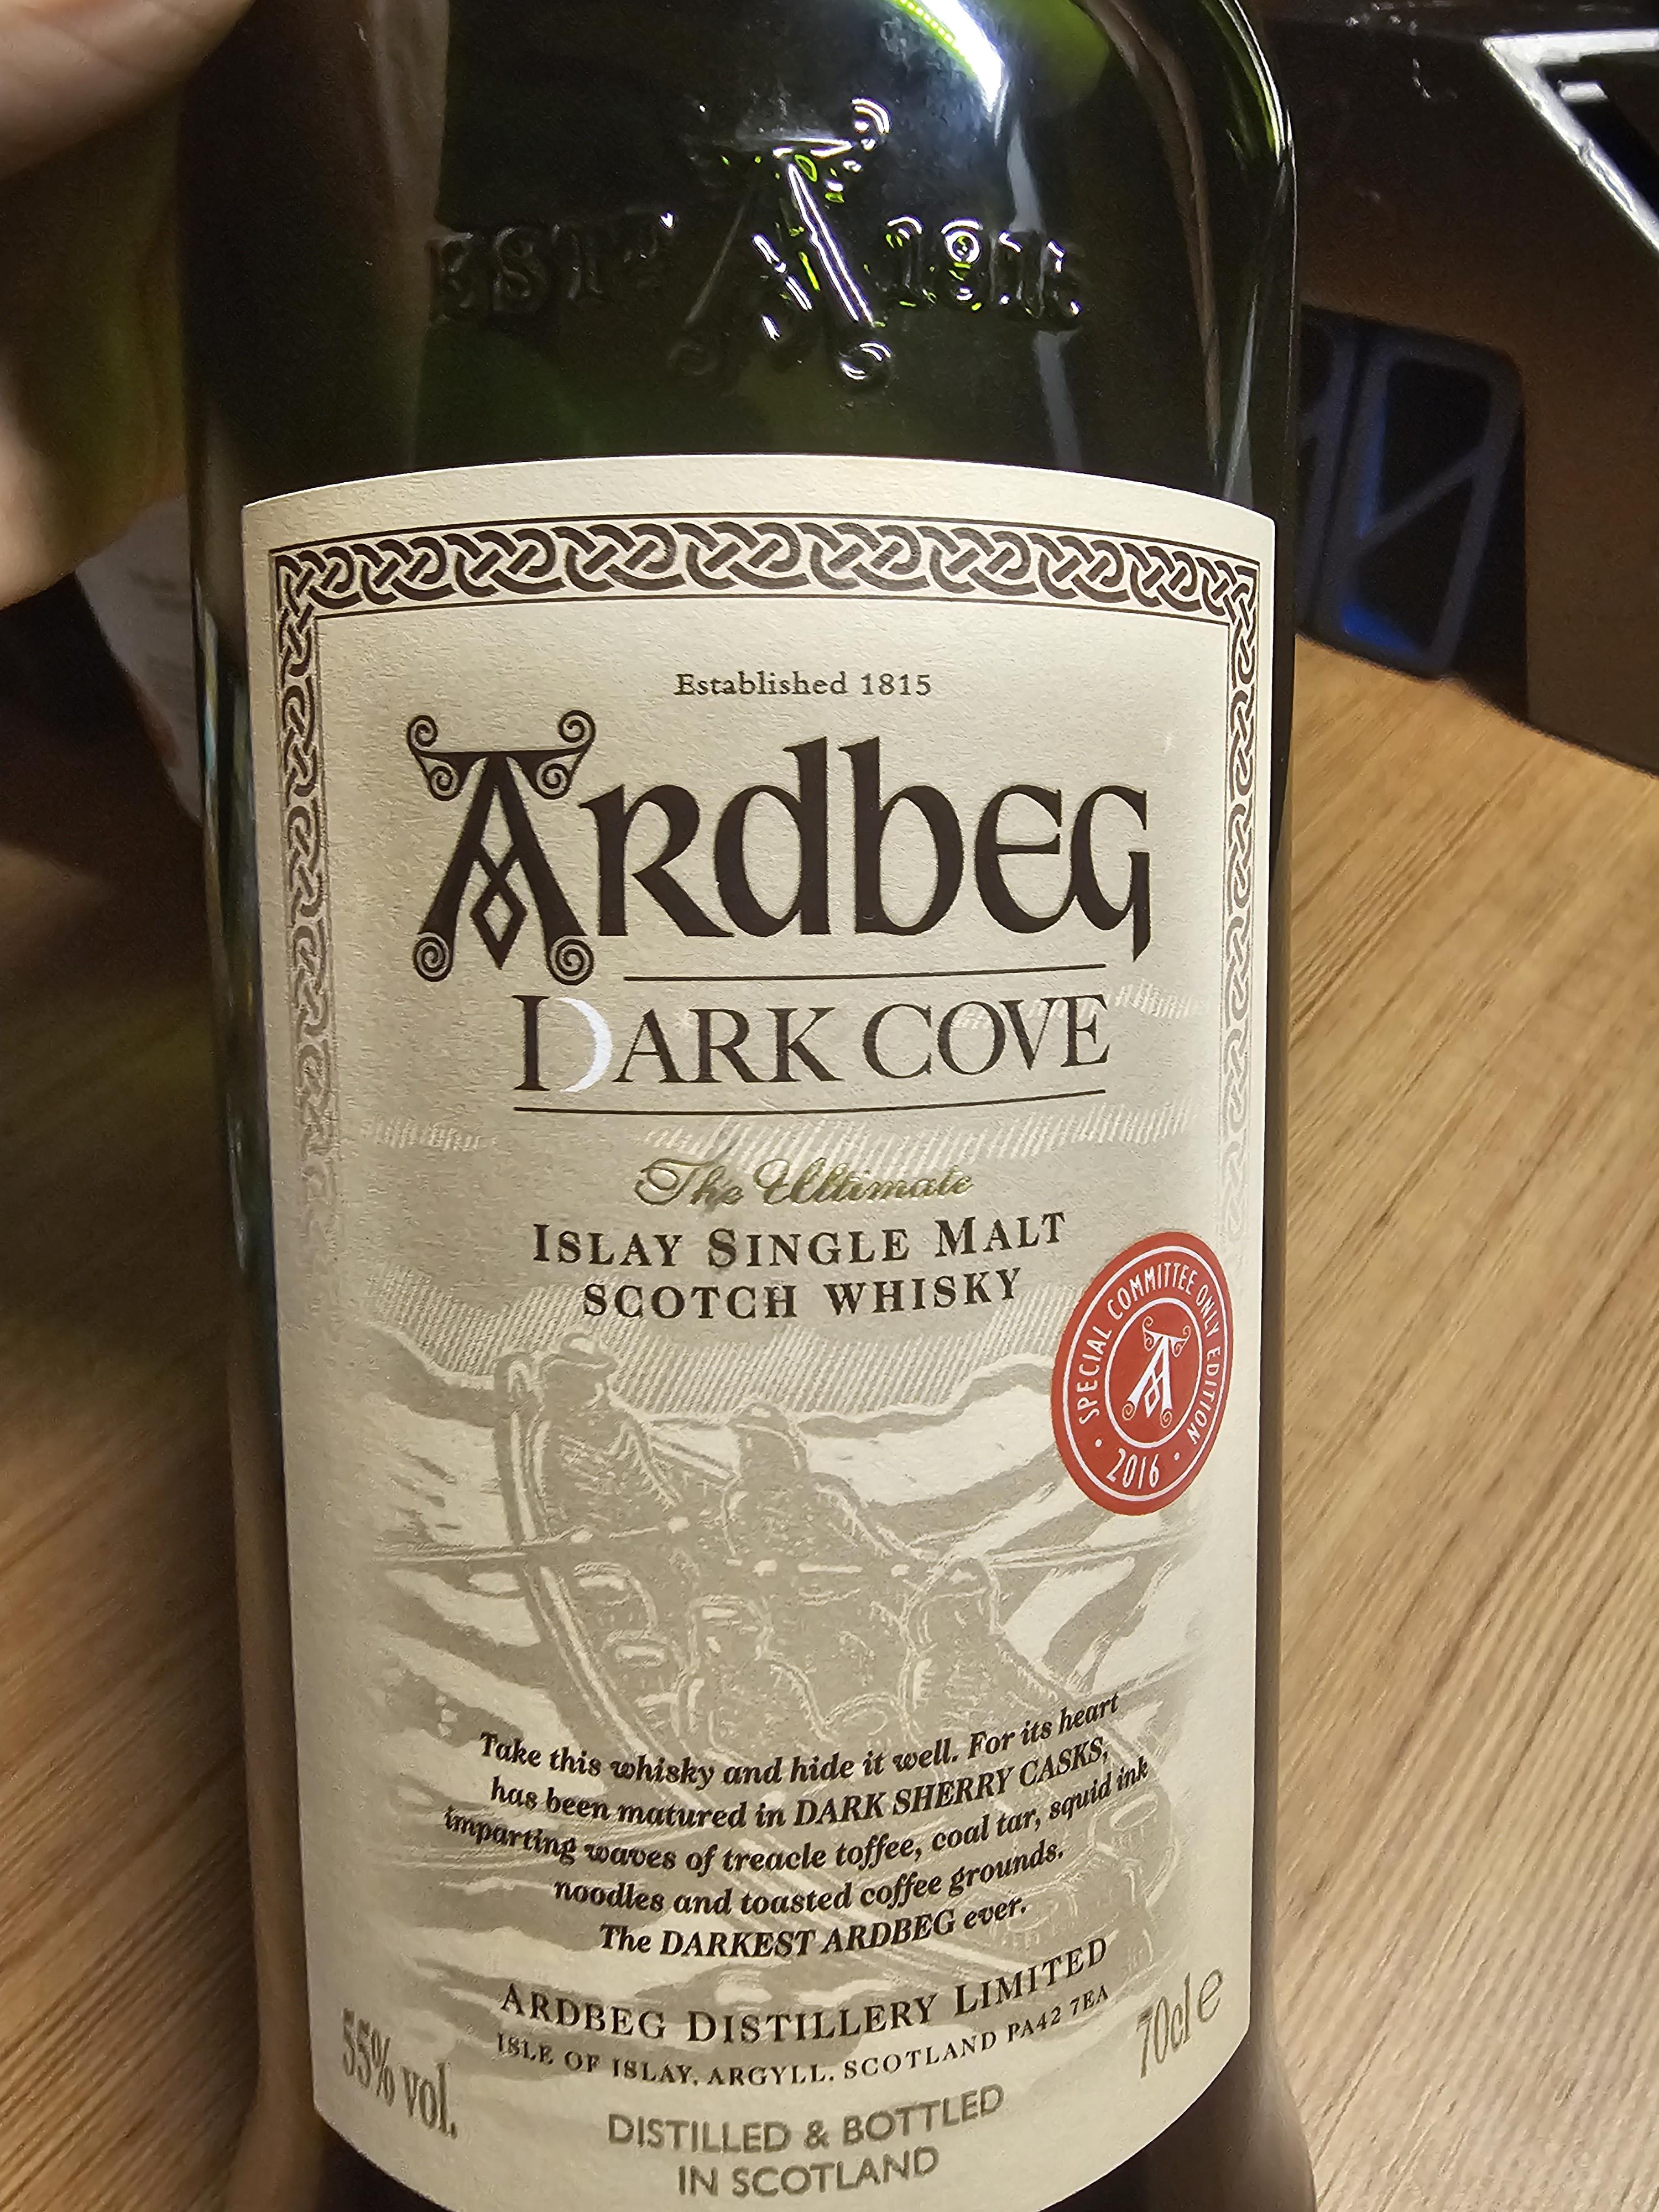 ESTD A 1815
Established 1815
Ardbeg
DARK COVE
The Ultimate
ISLAY SINGLE MALT
SCOTCH WHISKY
SPECIAL COMMITTEE ONLY EDITION
A
· 2016 ·
Take this whisky and hide it well. For its heart
has been matured in DARK SHERRY CASKS,
imparting waves of treacle toffee, coal tar, squid ink
noodles and toasted coffee grounds.
The DARKEST ARDBEG ever.
ARDBEG DISTILLERY LIMITED
ISLE OF ISLAY, ARGYLL, SCOTLAND PA42 7EA
55% vol.
70cl e
DISTILLED & BOTTLED
IN SCOTLAND